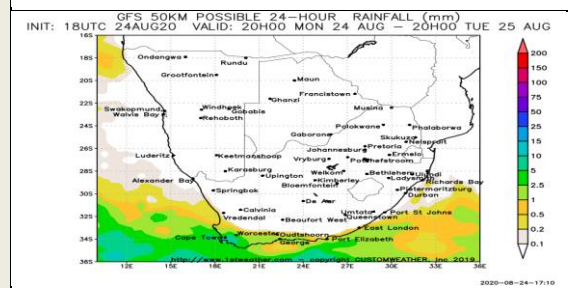 GFS 50KM POSSIBLE 24-HOUR RAINFALL (mm)
INIT: 18UTC 24AUG20 VALID: 20H00 MON 24 AUG - 20H00 TUE 25 AUG
16S
18S
20S
22S
24S
26S
28S
30S
32S
34S
36S
Ondangwa
Rundu
Grootfontein
Maun
Ghanzi
Francistown
Swakopmund
Walvis Bay
Windhoek
Gobabis
Rehoboth
Musina
Polokwane
Phalaborwa
Gaborone
Skukuza
Nelspruit
Johannesburg
Pretoria
Luderitz
Keetmanshoop
Vryburg
Potchefstroom
Ermelo
Karasburg
Upington
Welkom
Bethlehem
Ulundi
Alexander Bay
Kimberley
Ladysmith
Richards Bay
Springbok
Bloemfontein
Pietermaritzburg
De Aar
Calvinia
Vredendal
Beaufort West
Umtata
Port St Johns
Queenstown
East London
Cape Town
Worcester
Oudtshoorn
George
Port Elizabeth
http://www.1stweather.com - copyright CUSTOMWEATHER, Inc 2019
12E 15E 18E 21E 24E 27E 30E 33E 36E
200
150
100
75
50
25
15
10
5
2.5
1
0.5
0.2
0.1
2020-08-24-17:10